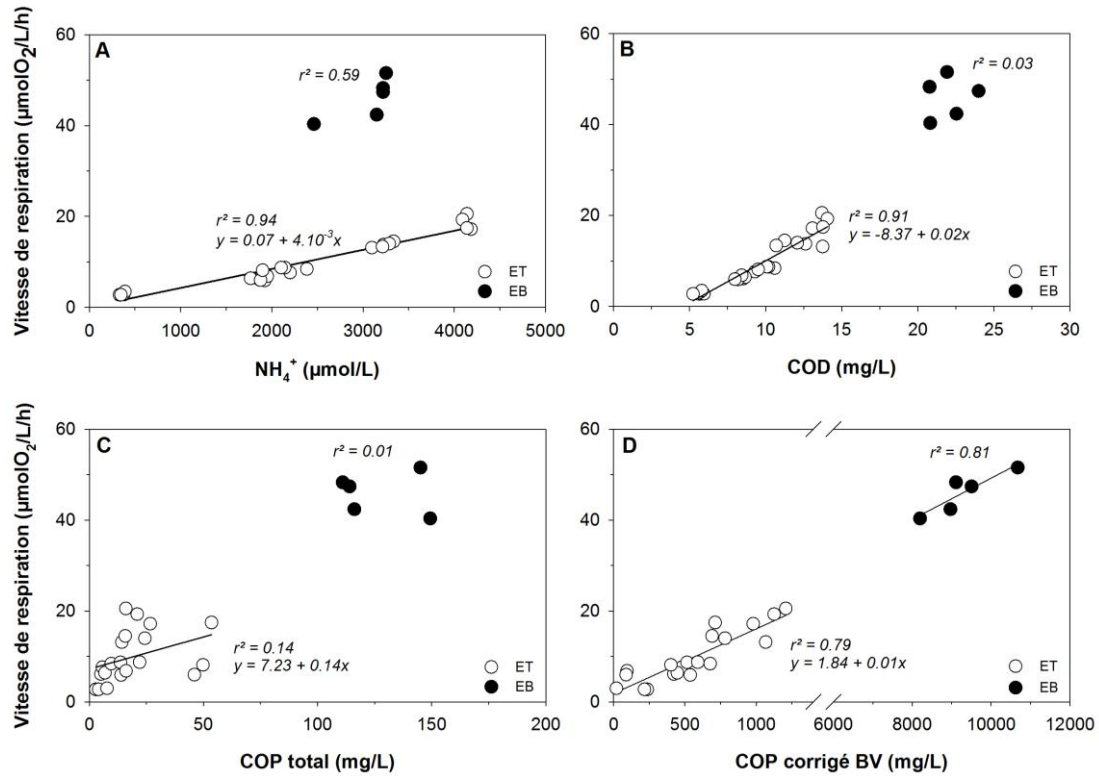 Vitesse de respiration (µmolO₂/L/h)
60
40
20
0
A
r² = 0.59
r² = 0.94
y = 0.07 + 4.10⁻³x
ET
EB
0 1000 2000 3000 4000 5000
NH₄⁺ (µmol/L)
60
40
20
0
B
r² = 0.03
r² = 0.91
y = -8.37 + 0.02x
ET
EB
0 5 10 15 20 25 30
COD (mg/L)
Vitesse de respiration (µmolO₂/L/h)
60
40
20
0
C
r² = 0.01
r² = 0.14
y = 7.23 + 0.14x
ET
EB
0 50 100 150 200
COP total (mg/L)
60
40
20
0
D
r² = 0.81
r² = 0.79
y = 1.84 + 0.01x
ET
EB
0 500 1000 6000 8000 10000 12000
COP corrigé BV (mg/L)